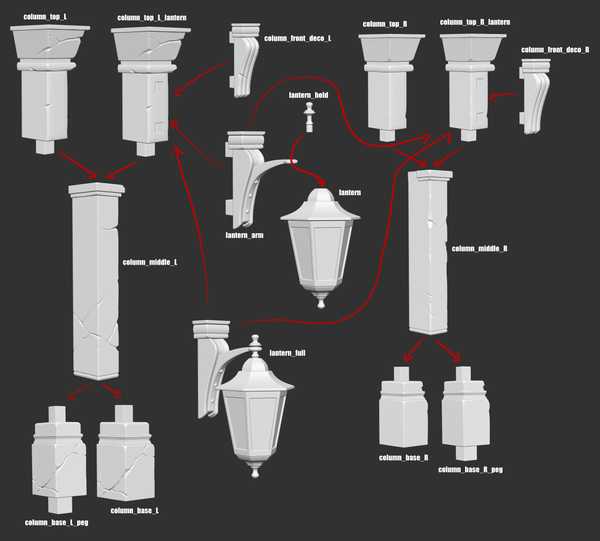 column_top_L
column_top_L_lantern
column_front_deco_L
column_top_R
column_top_R_lantern
column_front_deco_R
lantern_hold
lantern
lantern_arm
column_middle_L
column_middle_R
lantern_full
column_base_R
column_base_R_peg
column_base_L
column_base_L_peg